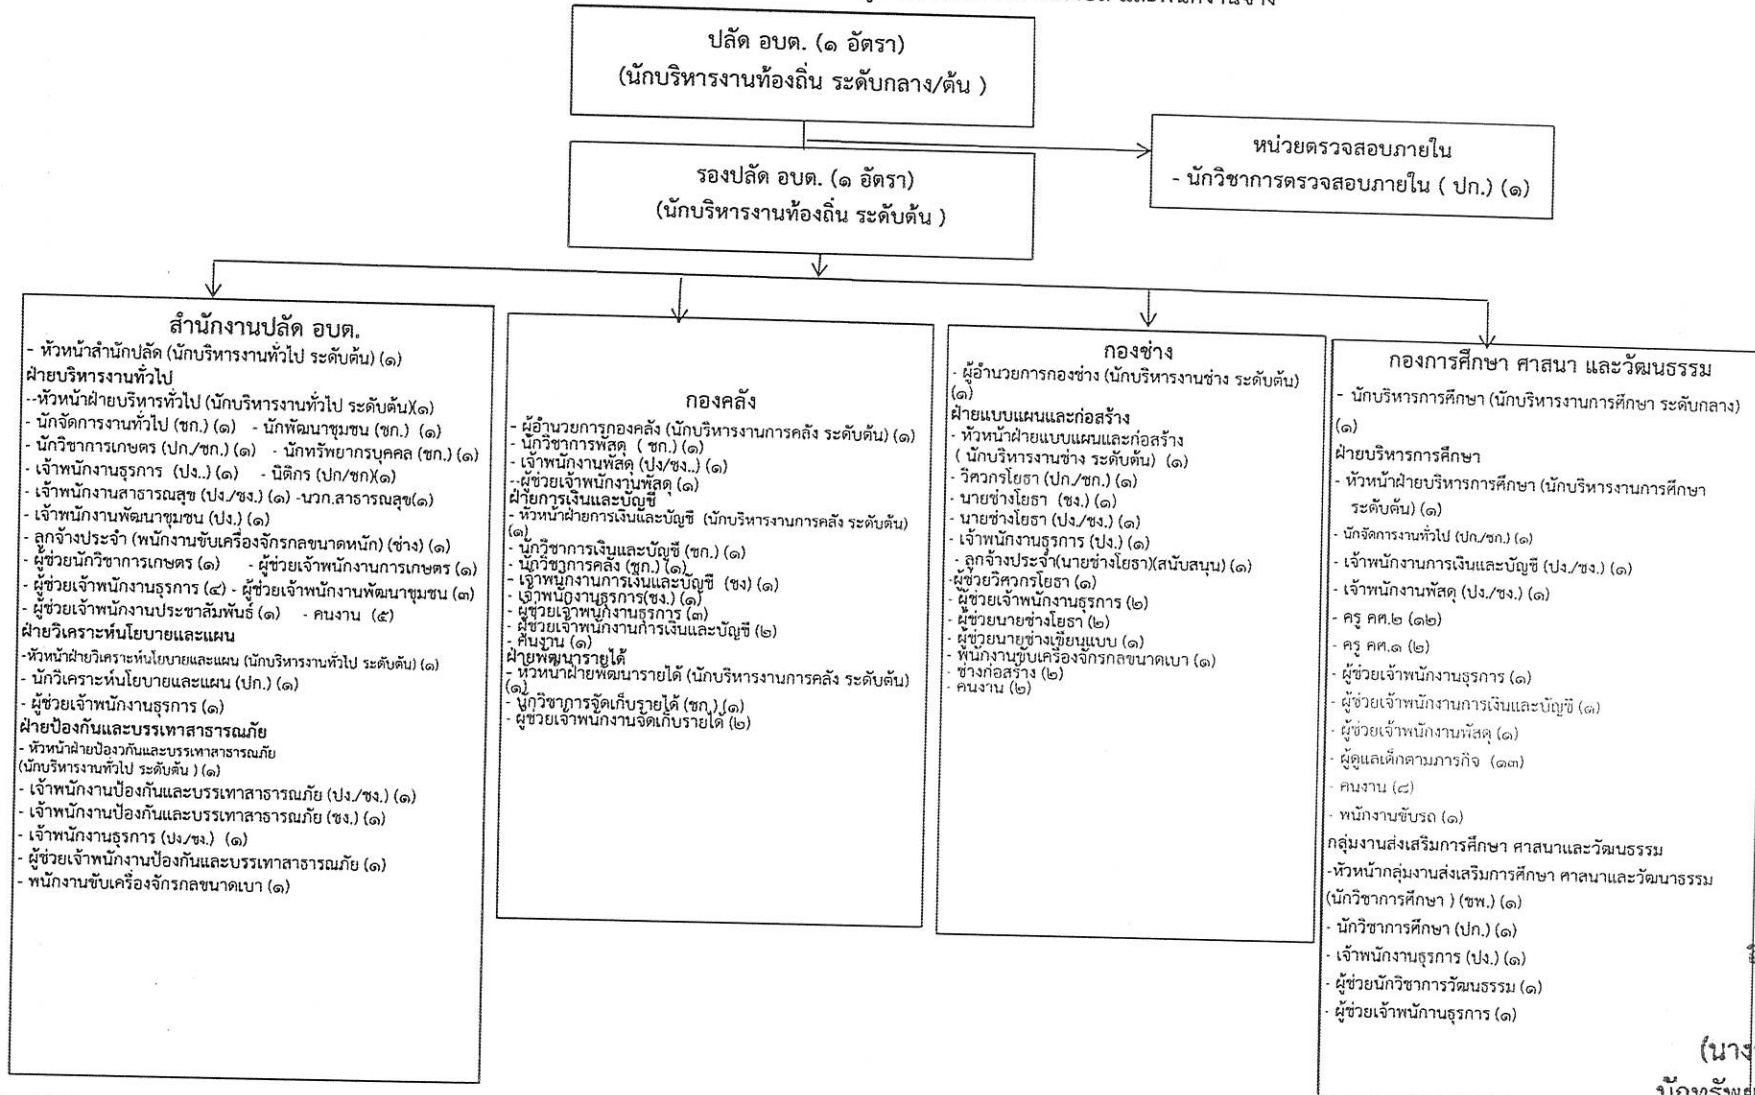 และพนักงานจ้าง
ปลัด อบต. (๑ อัตรา)
(นักบริหารงานท้องถิ่น ระดับกลาง/ต้น )
หน่วยตรวจสอบภายใน
- นักวิชาการตรวจสอบภายใน ( ปก.) (๑)
รองปลัด อบต. (๑ อัตรา)
(นักบริหารงานท้องถิ่น ระดับต้น )
สำนักงานปลัด อบต.
- หัวหน้าสำนักปลัด (นักบริหารงานทั่วไป ระดับต้น) (๑)
ฝ่ายบริหารงานทั่วไป
--หัวหน้าฝ่ายบริหารทั่วไป (นักบริหารงานทั่วไป ระดับต้น)(๑)
- นักจัดการงานทั่วไป (ชก.) (๑) - นักพัฒนาชุมชน (ชก.) (๑)
- นักวิชาการเกษตร (ปก./ชก.) (๑) - นักทรัพยากรบุคคล (ชก.) (๑)
- เจ้าพนักงานธุรการ (ปง..) (๑) - นิติกร (ปก/ชก)(๑)
- เจ้าพนักงานสาธารณสุข (ปง./ชง.) (๑) -นวก.สาธารณสุข(๑)
- เจ้าพนักงานพัฒนาชุมชน (ปง.) (๑)
- ลูกจ้างประจำ (พนักงานขับเครื่องจักรกลขนาดหนัก) (ช่าง) (๑)
- ผู้ช่วยนักวิชาการเกษตร (๑) - ผู้ช่วยเจ้าพนักงานการเกษตร (๑)
- ผู้ช่วยเจ้าพนักงานธุรการ (๔) - ผู้ช่วยเจ้าพนักงานพัฒนาชุมชน (๓)
- ผู้ช่วยเจ้าพนักงานประชาสัมพันธ์ (๑) - คนงาน (๕)
ฝ่ายวิเคราะห์นโยบายและแผน
-หัวหน้าฝ่ายวิเคราะห์นโยบายและแผน (นักบริหารงานทั่วไป ระดับต้น) (๑)
- นักวิเคราะห์นโยบายและแผน (ปก.) (๑)
- ผู้ช่วยเจ้าพนักงานธุรการ (๑)
ฝ่ายป้องกันและบรรเทาสาธารณภัย
- หัวหน้าฝ่ายป้องวกันและบรรเทาสาธารณภัย
(นักบริหารงานทั่วไป ระดับต้น ) (๑)
- เจ้าพนักงานป้องกันและบรรเทาสาธารณภัย (ปง./ชง.) (๑)
- เจ้าพนักงานป้องกันและบรรเทาสาธารณภัย (ชง.) (๑)
- เจ้าพนักงานธุรการ (ปง/ชง.) (๑)
- ผู้ช่วยเจ้าพนักงานป้องกันและบรรเทาสาธารณภัย (๑)
- พนักงานขับเครื่องจักรกลขนาดเบา (๑)
กองคลัง
- ผู้อำนวยการกองคลัง (นักบริหารงานการคลัง ระดับต้น) (๑)
- นักวิชาการพัสดุ ( ชก.) (๑)
- เจ้าพนักงานพัสดุ (ปง/ชง..) (๑)
--ผู้ช่วยเจ้าพนักงานพัสดุ (๑)
ฝ่ายการเงินและบัญชี
- หัวหน้าฝ่ายการเงินและบัญชี (นักบริหารงานการคลัง ระดับต้น)
(๑)
- นักวิชาการเงินและบัญชี (ชก.) (๑)
- นักวิชาการคลัง (ชก.) (๑)
- เจ้าพนักงานการเงินและบัญชี (ชง) (๑)
- เจ้าพนักงานธุรการ(ชง.) (๑)
- ผู้ช่วยเจ้าพนักงานธุรการ (๓)
- ผู้ช่วยเจ้าพนักงานการเงินและบัญชี (๒)
- คนงาน (๑)
ฝ่ายพัฒนารายได้
- หัวหน้าฝ่ายพัฒนารายได้ (นักบริหารงานการคลัง ระดับต้น)
(๑)
- นักวิชาการจัดเก็บรายได้ (ชก.) (๑)
- ผู้ช่วยเจ้าพนักงานจัดเก็บรายได้ (๒)
กองช่าง
- ผู้อำนวยการกองช่าง (นักบริหารงานช่าง ระดับต้น)
(๑)
ฝ่ายแบบแผนและก่อสร้าง
- หัวหน้าฝ่ายแบบแผนและก่อสร้าง
( นักบริหารงานช่าง ระดับต้น) (๑)
- วิศวกรโยธา (ปก./ชก.) (๑)
- นายช่างโยธา (ชง.) (๑)
- นายช่างโยธา (ปง./ชง.) (๑)
- เจ้าพนักงานธุรการ (ปง.) (๑)
- ลูกจ้างประจำ(นายช่างโยธา)(สนับสนุน) (๑)
-ผู้ช่วยวิศวกรโยธา (๑)
- ผู้ช่วยเจ้าพนักงานธุรการ (๒)
- ผู้ช่วยนายช่างโยธา (๒)
- ผู้ช่วยนายช่างเขียนแบบ (๑)
- พนักงานขับเครื่องจักรกลขนาดเบา (๑)
- ช่างก่อสร้าง (๒)
- คนงาน (๒)
กองการศึกษา ศาสนา และวัฒนธรรม
- นักบริหารการศึกษา (นักบริหารงานการศึกษา ระดับกลาง)
(๑)
ฝ่ายบริหารการศึกษา
- หัวหน้าฝ่ายบริหารการศึกษา (นักบริหารงานการศึกษา
ระดับต้น) (๑)
- นักจัดการงานทั่วไป (ปก./ชก.) (๑)
- เจ้าพนักงานการเงินและบัญชี (ปง./ชง.) (๑)
- เจ้าพนักงานพัสดุ (ปง./ชง.) (๑)
- ครู คศ.๒ (๑๒)
- ครู คศ.๑ (๒)
- ผู้ช่วยเจ้าพนักงานธุรการ (๑)
- ผู้ช่วยเจ้าพนักงานการเงินและบัญชี (๑)
- ผู้ช่วยเจ้าพนักงานพัสดุ (๑)
- ผู้ดูแลเด็กตามภารกิจ (๑๓)
- คนงาน (๘)
- พนักงานขับรถ (๑)
กลุ่มงานส่งเสริมการศึกษา ศาสนาและวัฒนธรรม
-หัวหน้ากลุ่มงานส่งเสริมการศึกษา ศาสนาและวัฒนาธรรม
(นักวิชาการศึกษา ) (ชพ.) (๑)
- นักวิชาการศึกษา (ปก.) (๑)
- เจ้าพนักงานธุรการ (ปง.) (๑)
- ผู้ช่วยนักวิชาการวัฒนธรรม (๑)
- ผู้ช่วยเจ้าพนักานธุรการ (๑)
(นาง